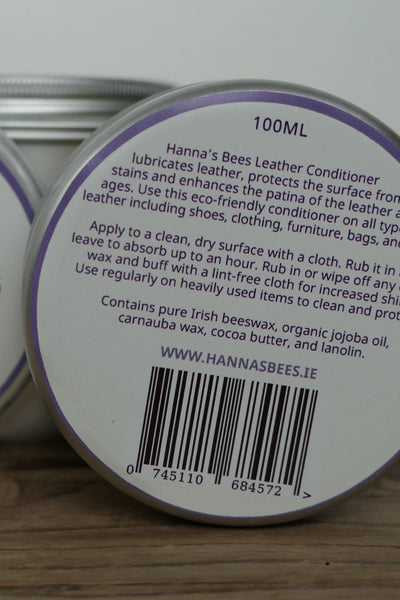 100ML
Hanna's Bees Leather Conditioner
lubricates leather, protects the surface from
stains and enhances the patina of the leather a
ages. Use this eco-friendly conditioner on all type
leather including shoes, clothing, furniture, bags, and
Apply to a clean, dry surface with a cloth. Rub it in
leave to absorb up to an hour. Rub in or wipe off any
wax and buff with a lint-free cloth for increased shi
Use regularly on heavily used items to clean and prot
Contains pure Irish beeswax, organic jojoba oil,
carnauba wax, cocoa butter, and lanolin.
WWW.HANNASBEES.IE
0 745110 684572 >